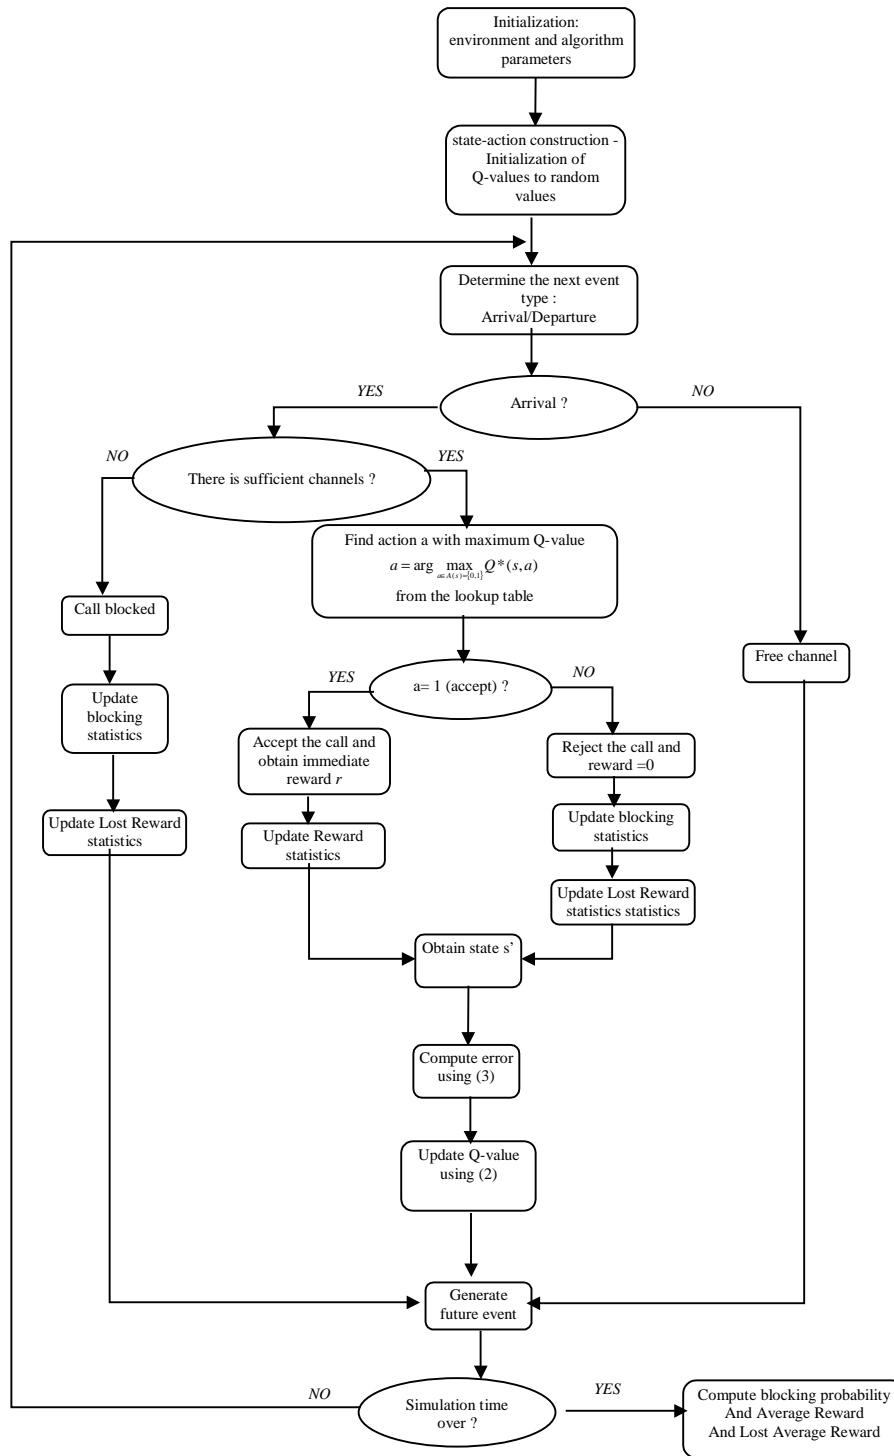 Initialization:
environment and algorithm
parameters
state-action construction -
Initialization of
Q-values to random
values
Determine the next event
type :
Arrival/Departure
YES
Arrival ?
NO
NO
There is sufficient channels ?
YES
Find action a with maximum Q-value
a = arg max Q*(s,a)
a∈A(s)={0,1}
from the lookup table
Call blocked
Free channel
YES
a= 1 (accept) ?
NO
Update
blocking
statistics
Accept the call and
obtain immediate
reward r
Reject the call and
reward =0
Update Lost Reward
statistics
Update Reward
statistics
Update blocking
statistics
Update Lost Reward
statistics statistics
Obtain state s’
Compute error
using (3)
Update Q-value
using (2)
Generate
future event
NO
Simulation time
over ?
YES
Compute blocking probability
And Average Reward
And Lost Average Reward